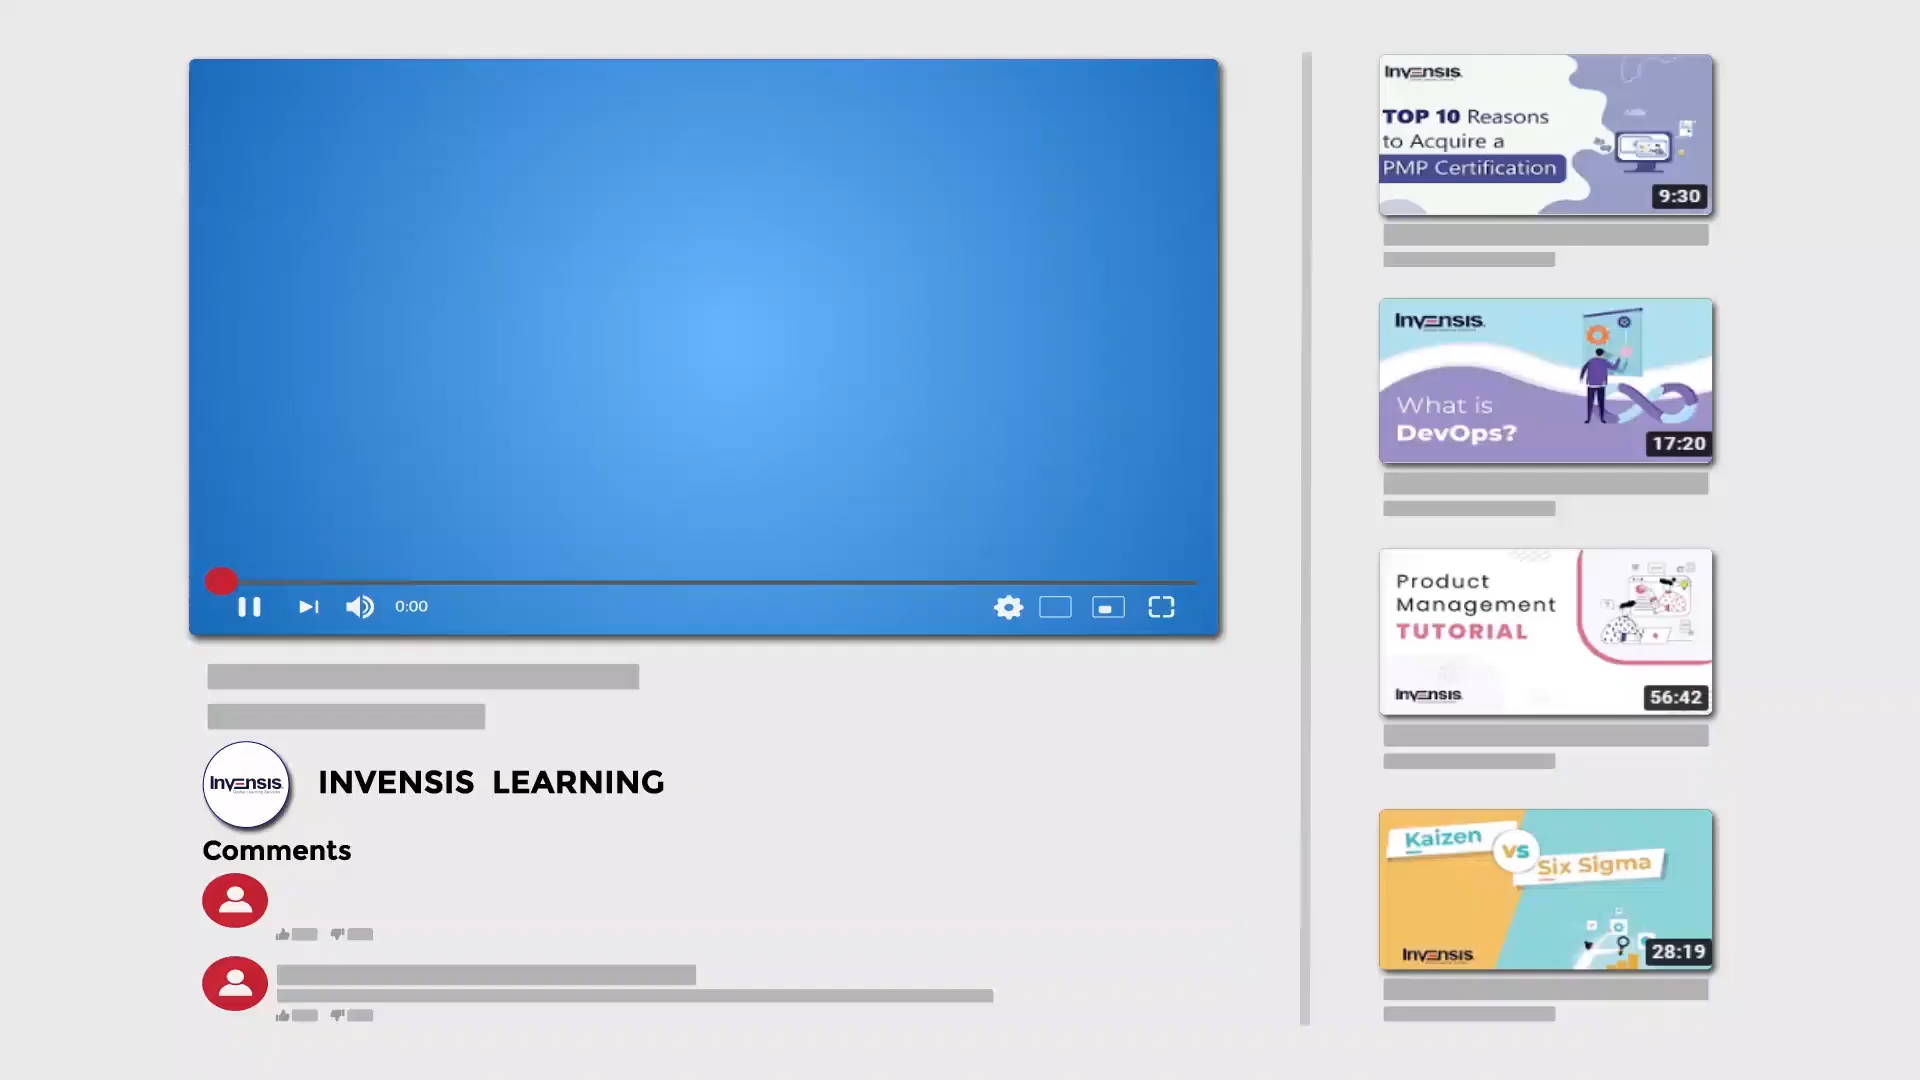 0:00
INVENSIS LEARNING
Invensis
Comments
Invensis
TOP 10 Reasons
to Acquire a
PMP Certification
9:30
Invensis
What is
DevOps?
17:20
Product
Management
TUTORIAL
Invensis
56:42
Kaizen
vs
Six Sigma
Invensis
28:19